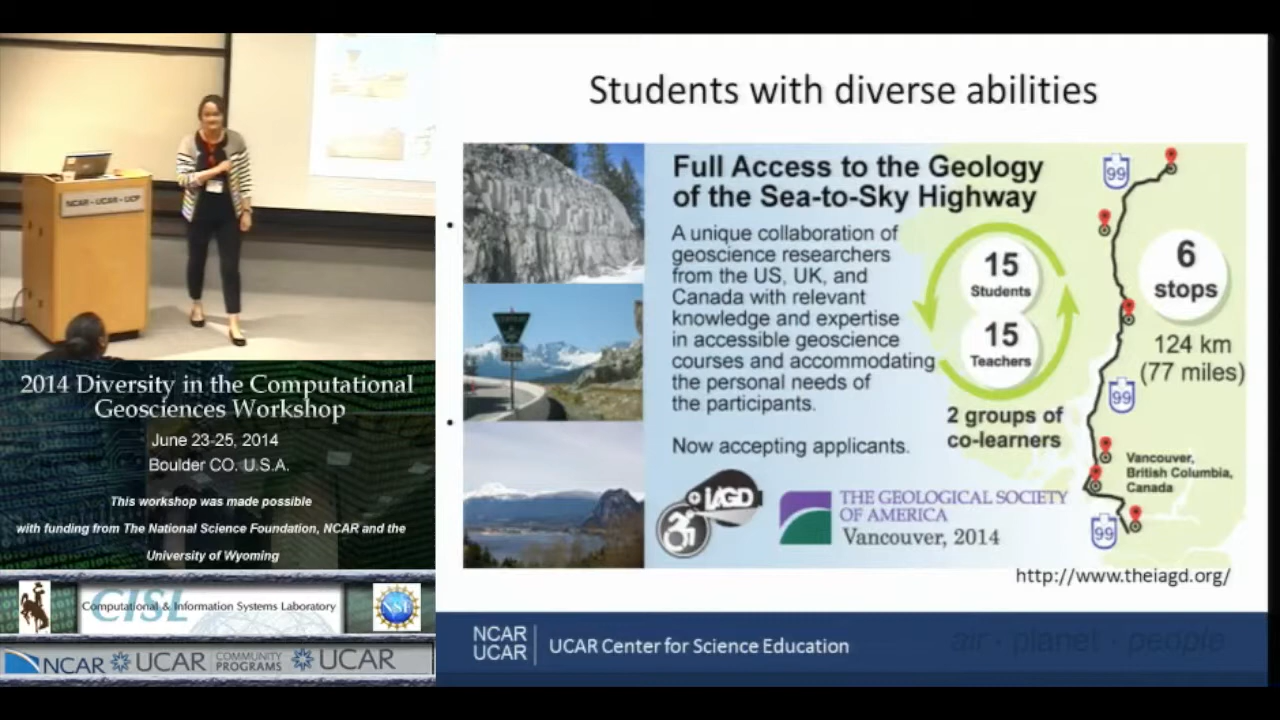 NCAR • UCAR • UCP
2014 Diversity in the Computational
Geosciences Workshop
June 23-25, 2014
Boulder CO. U.S.A.
This workshop was made possible
with funding from The National Science Foundation, NCAR and the
University of Wyoming
CISL
Computational & Information Systems Laboratory
NSF
NCAR UCAR COMMUNITY
PROGRAMS UCAR
Students with diverse abilities
Full Access to the Geology
of the Sea-to-Sky Highway
A unique collaboration of
geoscience researchers
from the US, UK, and
Canada with relevant
knowledge and expertise
in accessible geoscience
courses and accommodating
the personal needs of
the participants.
Now accepting applicants.
15
Students
15
Teachers
2 groups of
co-learners
99
6
stops
124 km
(77 miles)
99
Vancouver,
British Columbia,
Canada
99
IAGD
THE GEOLOGICAL SOCIETY
OF AMERICA
Vancouver, 2014
http://www.theiagd.org/
NCAR
UCAR
UCAR Center for Science Education
air • planet • people